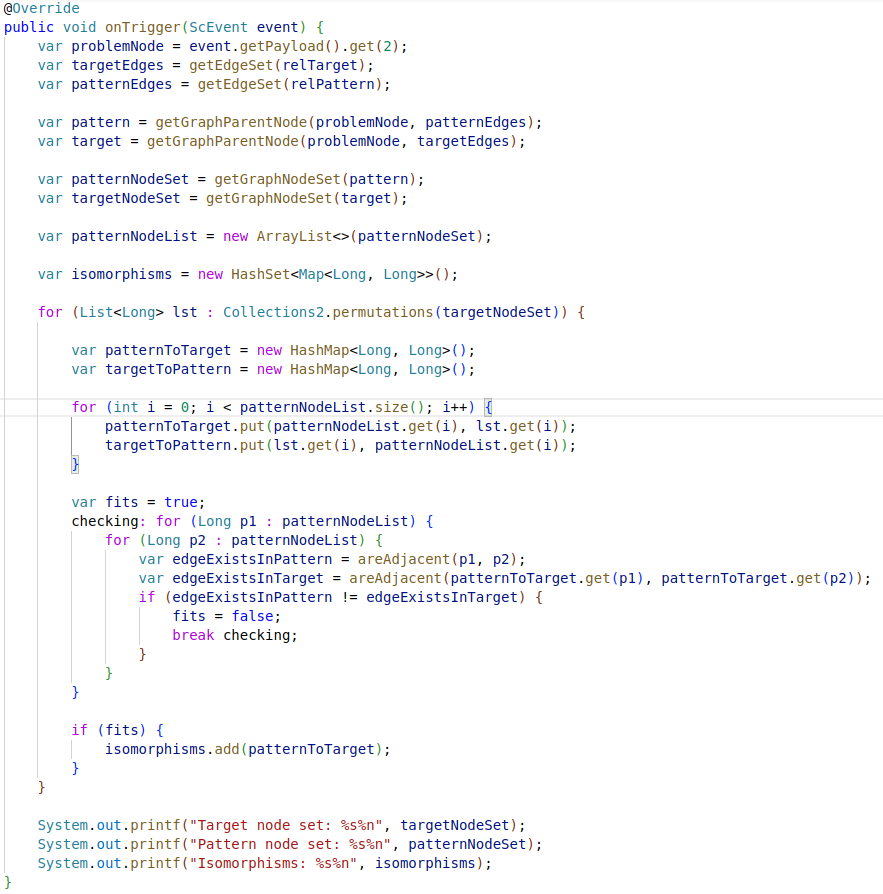 @Override
public void onTrigger(ScEvent event) {
    var problemNode = event.getPayload().get(2);
    var targetEdges = getEdgeSet(relTarget);
    var patternEdges = getEdgeSet(relPattern);

    var pattern = getGraphParentNode(problemNode, patternEdges);
    var target = getGraphParentNode(problemNode, targetEdges);

    var patternNodeSet = getGraphNodeSet(pattern);
    var targetNodeSet = getGraphNodeSet(target);

    var patternNodeList = new ArrayList<>(patternNodeSet);

    var isomorphisms = new HashSet<Map<Long, Long>>();

    for (List<Long> lst : Collections2.permutations(targetNodeSet)) {

        var patternToTarget = new HashMap<Long, Long>();
        var targetToPattern = new HashMap<Long, Long>();

        for (int i = 0; i < patternNodeList.size(); i++) {
            patternToTarget.put(patternNodeList.get(i), lst.get(i));
            targetToPattern.put(lst.get(i), patternNodeList.get(i));
        }

        var fits = true;
        checking: for (Long p1 : patternNodeList) {
            for (Long p2 : patternNodeList) {
                var edgeExistsInPattern = areAdjacent(p1, p2);
                var edgeExistsInTarget = areAdjacent(patternToTarget.get(p1), patternToTarget.get(p2));
                if (edgeExistsInPattern != edgeExistsInTarget) {
                    fits = false;
                    break checking;
                }
            }
        }

        if (fits) {
            isomorphisms.add(patternToTarget);
        }
    }

    System.out.printf("Target node set: %s%n", targetNodeSet);
    System.out.printf("Pattern node set: %s%n", patternNodeSet);
    System.out.printf("Isomorphisms: %s%n", isomorphisms);
}